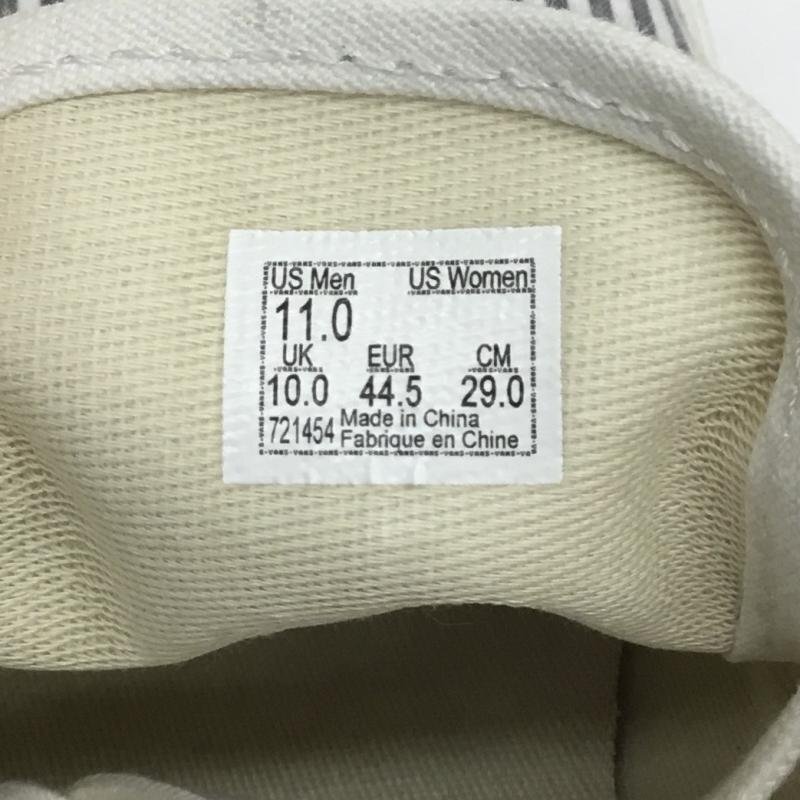 US Men US Women
11.0
UK EUR CM
10.0 44.5 29.0
721454 Made in China
Fabrique en Chine